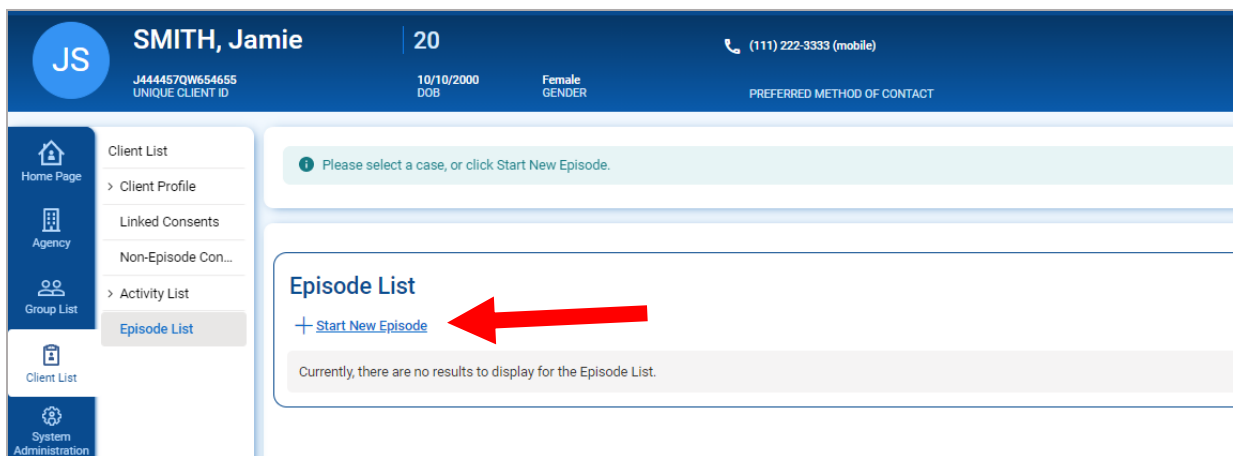 JS
SMITH, Jamie
20
(111) 222-3333 (mobile)
J444457QW654655
10/10/2000
Female
UNIQUE CLIENT ID
DOB
GENDER
PREFERRED METHOD OF CONTACT
Home Page
Agency
Group List
Client List
System
Administration
Client List
> Client Profile
Linked Consents
Non-Episode Con...
> Activity List
Episode List
Please select a case, or click Start New Episode.
Episode List
Start New Episode
Currently, there are no results to display for the Episode List.